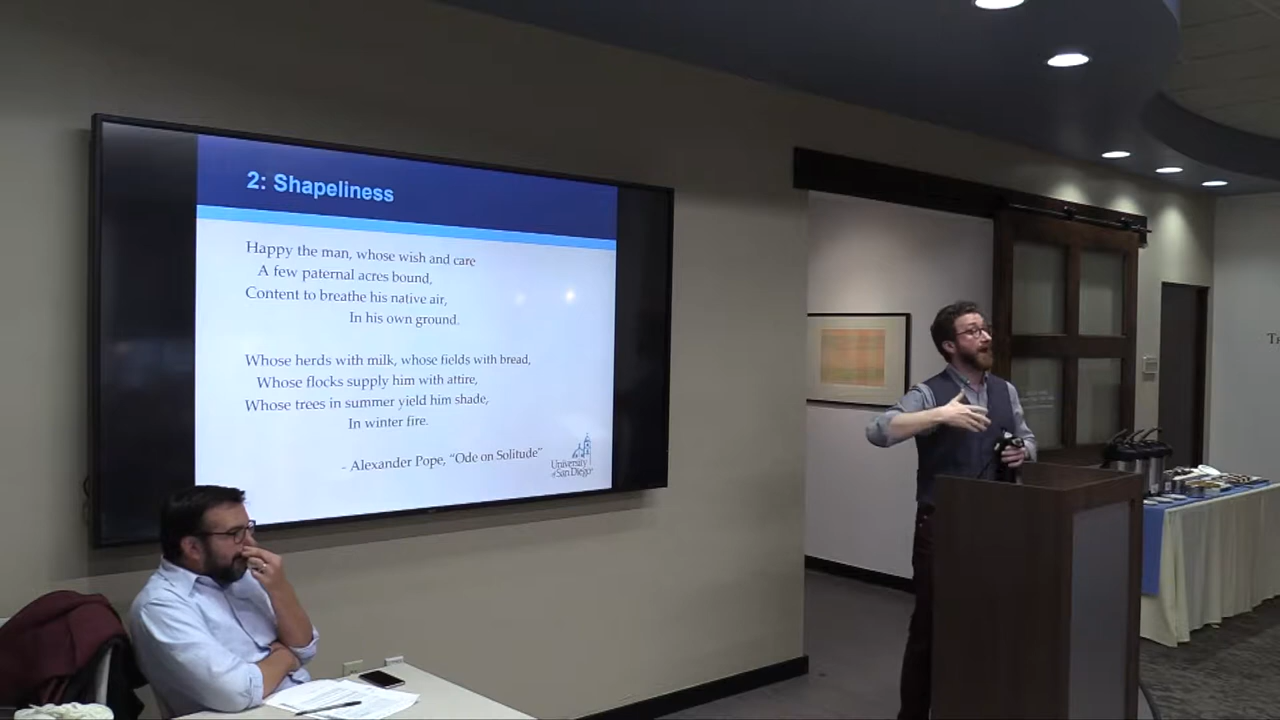 2: Shapeliness
Happy the man, whose wish and care
A few paternal acres bound,
Content to breathe his native air,
In his own ground.
Whose herds with milk, whose fields with bread,
Whose flocks supply him with attire,
Whose trees in summer yield him shade,
In winter fire.
- Alexander Pope, “Ode on Solitude”
University
of San Diego